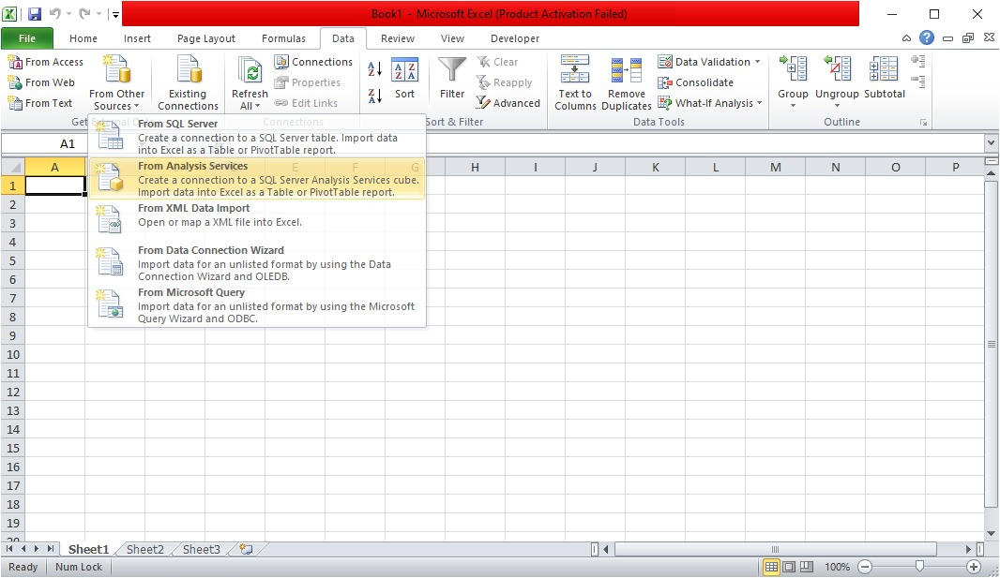 Book1 - Microsoft Excel (Product Activation Failed)
File Home Insert Page Layout Formulas Data Review View Developer
From Access
From Web
From Text
From Other
Sources
Existing
Connections
Refresh
All
Connections
Properties
Edit Links
Connections
Sort
Filter
Clear
Reapply
Advanced
Sort & Filter
Text to
Columns
Remove
Duplicates
Data Validation
Consolidate
What-If Analysis
Data Tools
Group
Ungroup
Subtotal
Outline
A1
From SQL Server
Create a connection to a SQL Server table. Import data
into Excel as a Table or PivotTable report.
From Analysis Services
Create a connection to a SQL Server Analysis Services cube.
Import data into Excel as a Table or PivotTable report.
From XML Data Import
Open or map a XML file into Excel.
From Data Connection Wizard
Import data for an unlisted format by using the Data
Connection Wizard and OLEDB.
From Microsoft Query
Import data for an unlisted format by using the Microsoft
Query Wizard and ODBC.
A E F G H I J K L M N O P
1
2
3
4
5
6
7
8
9
10
11
12
13
14
15
16
17
18
19
Sheet1 Sheet2 Sheet3
Ready Num Lock 100%